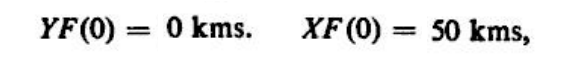 YF(0) = 0 kms. XF(0) = 50 kms,